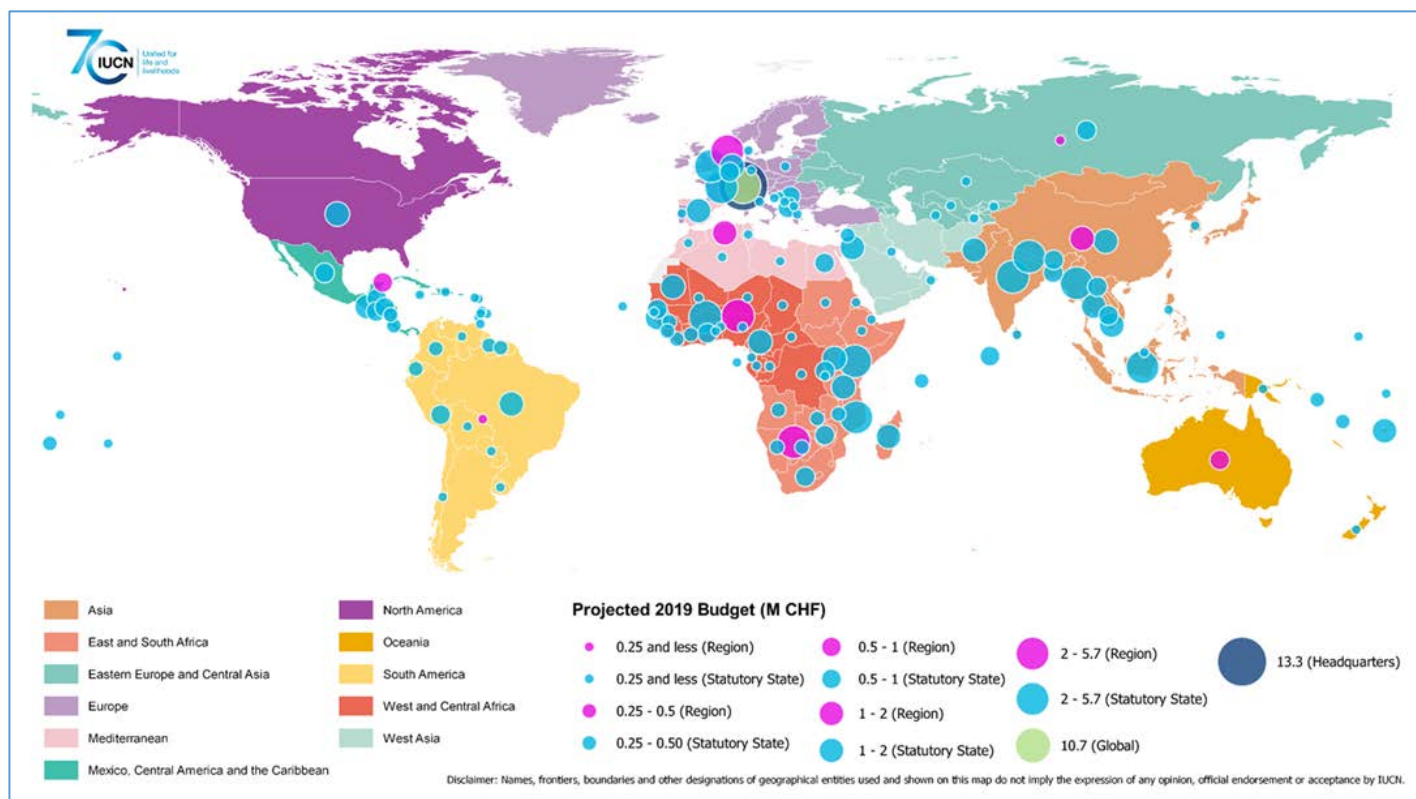 70 IUCN
United for
life and
livelihoods
Asia
East and South Africa
Eastern Europe and Central Asia
Europe
Mediterranean
Mexico, Central America and the Caribbean
North America
Oceania
South America
West and Central Africa
West Asia
Projected 2019 Budget (M CHF)
0.25 and less (Region)
0.25 and less (Statutory State)
0.25 - 0.5 (Region)
0.25 - 0.50 (Statutory State)
0.5 - 1 (Region)
0.5 - 1 (Statutory State)
1 - 2 (Region)
1 - 2 (Statutory State)
2 - 5.7 (Region)
2 - 5.7 (Statutory State)
10.7 (Global)
13.3 (Headquarters)
Disclaimer: Names, frontiers, boundaries and other designations of geographical entities used and shown on this map do not imply the expression of any opinion, official endorsement or acceptance by IUCN.